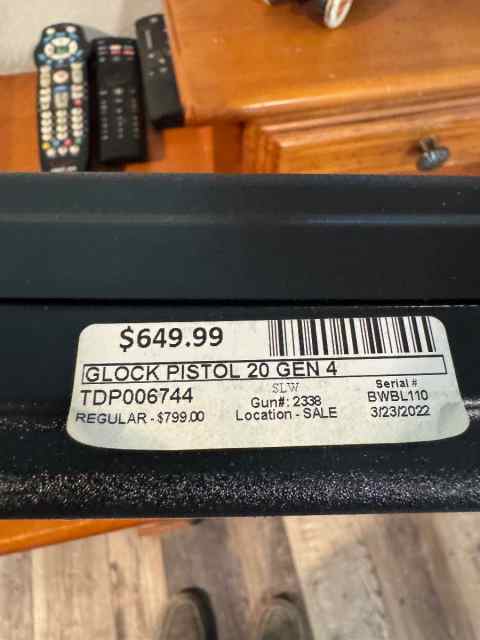 $649.99
GLOCK PISTOL 20 GEN 4
TDP006744
SLW
Serial #
Gun#: 2338
BWBL110
REGULAR - $799.00
Location - SALE
3/23/2022